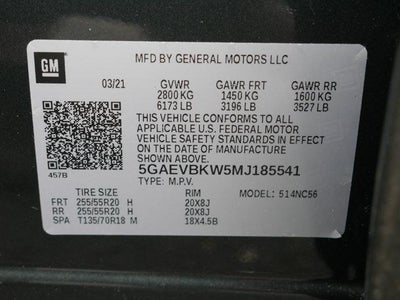 GM
MFD BY GENERAL MOTORS LLC
03/21 GVWR GAWR FRT GAWR RR
2800 KG 1450 KG 1600 KG
6173 LB 3196 LB 3527 LB
THIS VEHICLE CONFORMS TO ALL
APPLICABLE U.S. FEDERAL MOTOR
VEHICLE SAFETY STANDARDS IN EFFECT
ON THE DATE OF MANUFACTURE
SHOWN ABOVE.
457B
5GAEVBKW5MJ185541
TYPE: M.P.V.
TIRE SIZE RIM MODEL: 514NC56
FRT 255/55R20 H 20X8J
RR 255/55R20 H 20X8J
SPA T135/70R18 M 18X4.5B